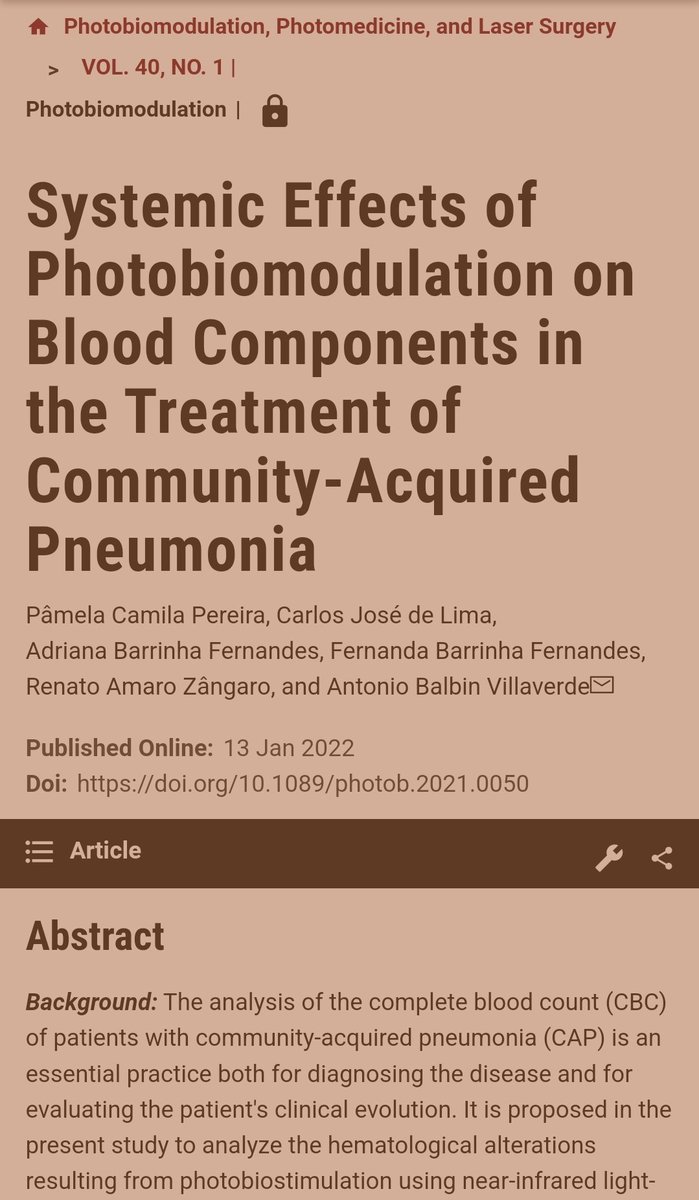 Photobiomodulation, Photomedicine, and Laser Surgery
> VOL. 40, NO. 1 |
Photobiomodulation |
Systemic Effects of
Photobiomodulation on
Blood Components in
the Treatment of
Community-Acquired
Pneumonia
Pâmela Camila Pereira, Carlos José de Lima,
Adriana Barrinha Fernandes, Fernanda Barrinha Fernandes,
Renato Amaro Zângaro, and Antonio Balbin Villaverde
Published Online: 13 Jan 2022
Doi: https://doi.org/10.1089/photob.2021.0050
Article
Abstract
Background: The analysis of the complete blood count (CBC)
of patients with community-acquired pneumonia (CAP) is an
essential practice both for diagnosing the disease and for
evaluating the patient's clinical evolution. It is proposed in the
present study to analyze the hematological alterations
resulting from photobiostimulation using near-infrared light-